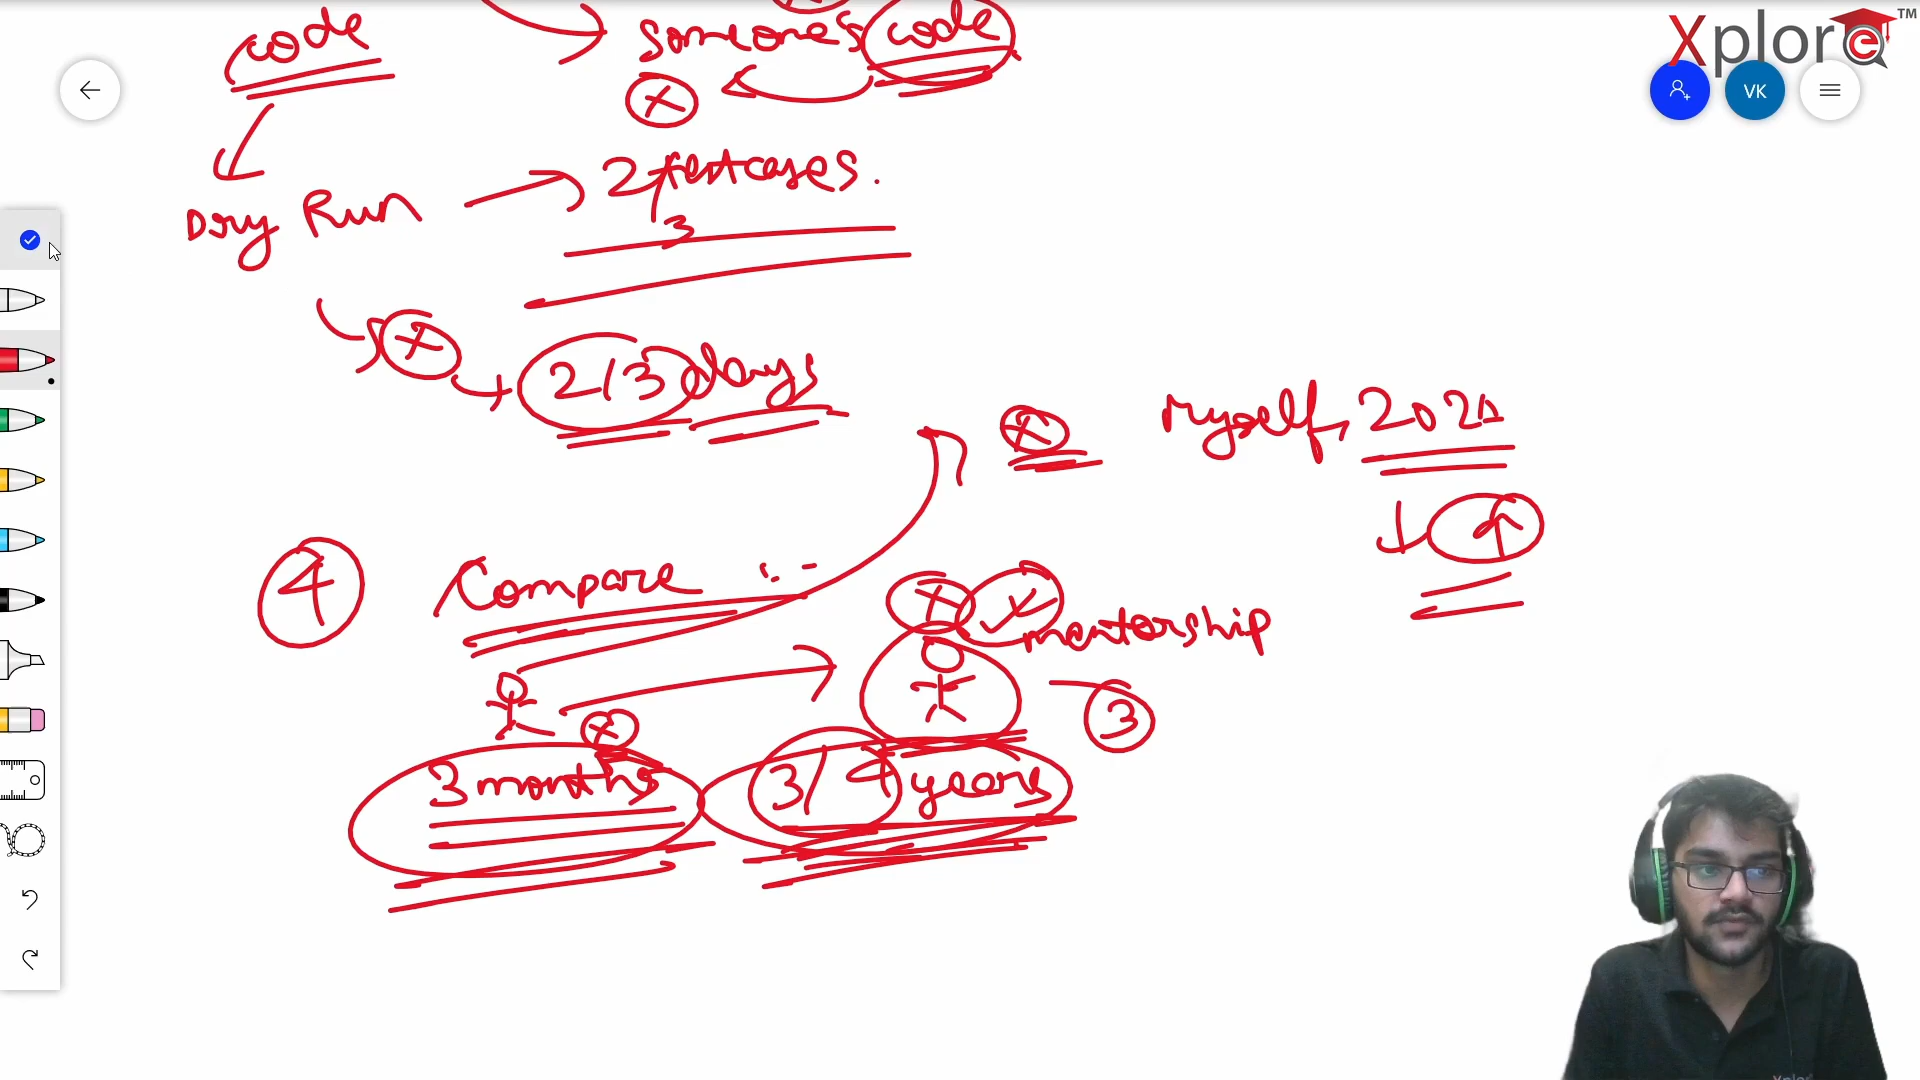 Xplore TM
code
someone's code
VK
2 testcases.
Dry Run
3
2/3 days
Myself, 2021
4 Compare :--
mentorship
3
3 months 3/4 years